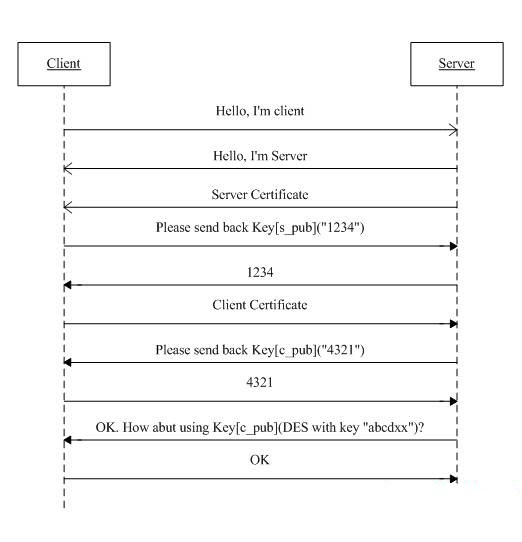 Client
Server
Hello, I'm client
Hello, I'm Server
Server Certificate
Please send back Key[s_pub]("1234")
1234
Client Certificate
Please send back Key[c_pub]("4321")
4321
OK. How abut using Key[c_pub](DES with key "abcdxx")?
OK